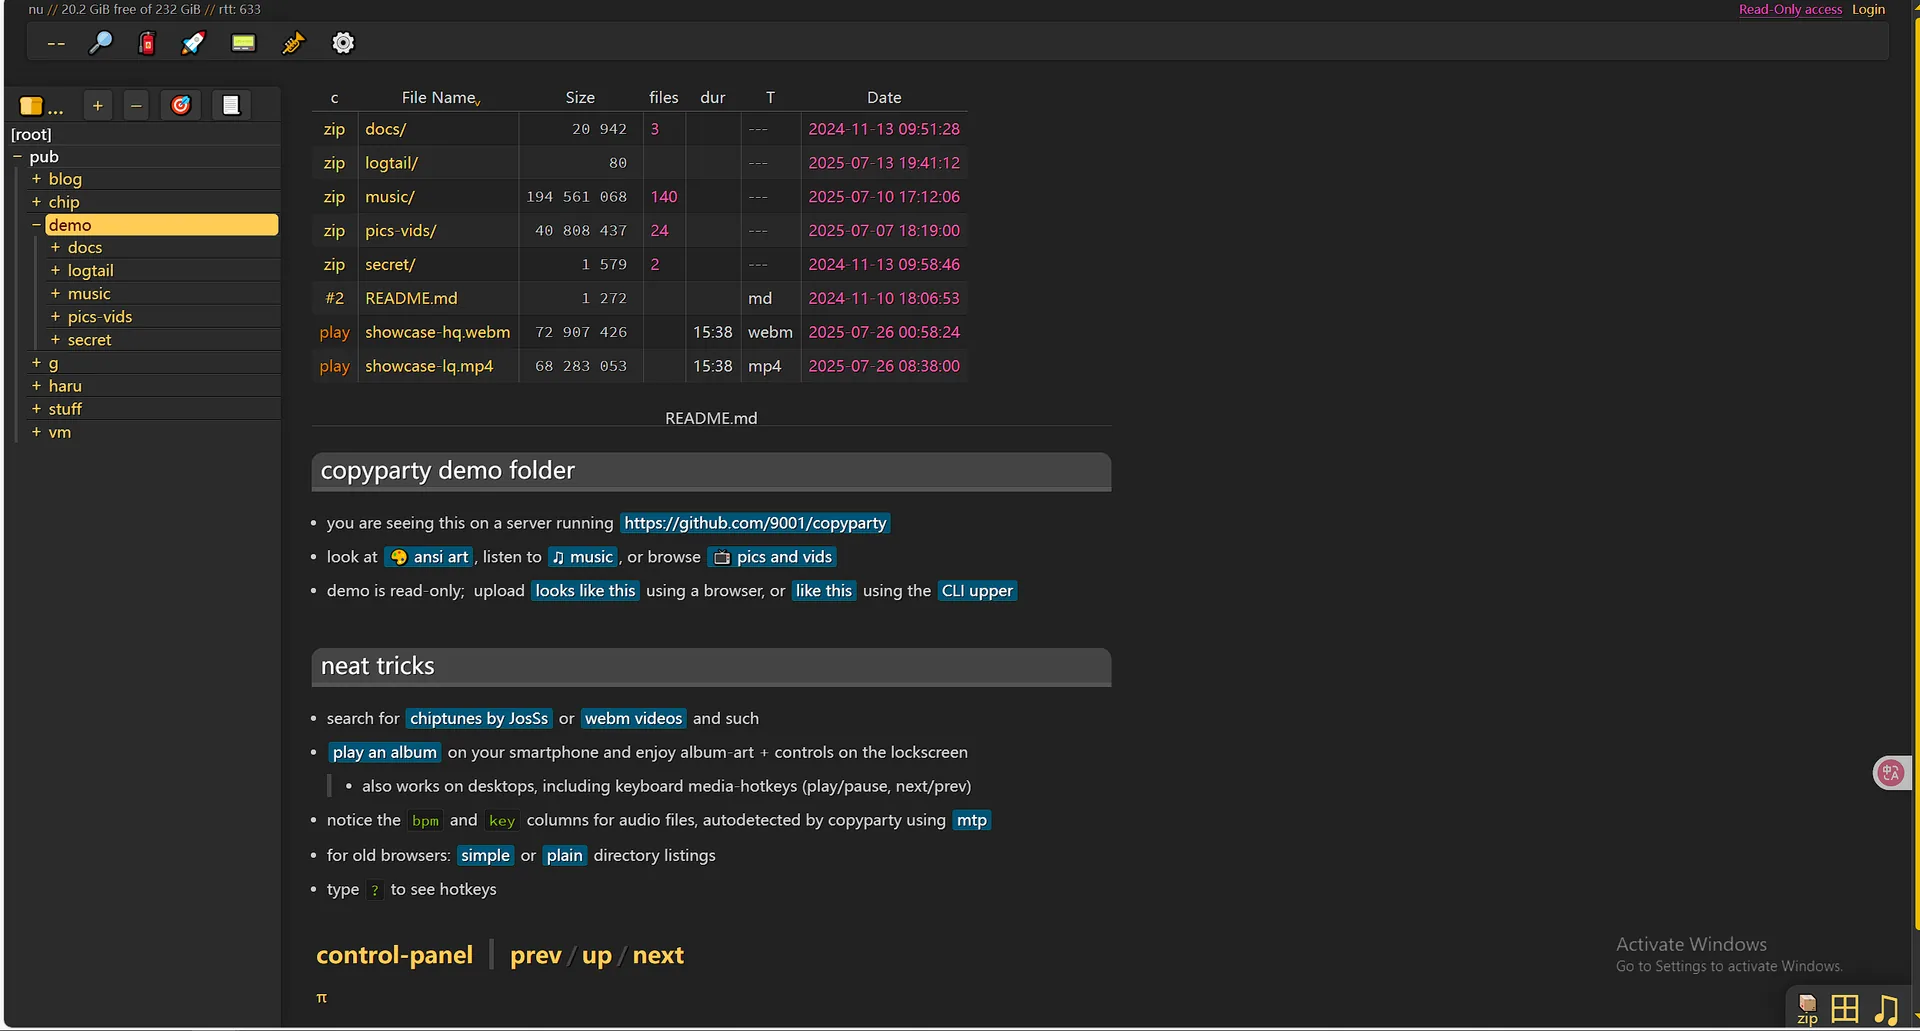 nu // 20.2 GiB free of 232 GiB // rtt: 633
Read-Only access Login
--
... + −
[root]
− pub
+ blog
+ chip
− demo
+ docs
+ logtail
+ music
+ pics-vids
+ secret
+ g
+ haru
+ stuff
+ vm
c File Name Size files dur T Date
zip docs/ 20 942 3 --- 2024-11-13 09:51:28
zip logtail/ 80 --- 2025-07-13 19:41:12
zip music/ 194 561 068 140 --- 2025-07-10 17:12:06
zip pics-vids/ 40 808 437 24 --- 2025-07-07 18:19:00
zip secret/ 1 579 2 --- 2024-11-13 09:58:46
#2 README.md 1 272 md 2024-11-10 18:06:53
play showcase-hq.webm 72 907 426 15:38 webm 2025-07-26 00:58:24
play showcase-lq.mp4 68 283 053 15:38 mp4 2025-07-26 08:38:00
README.md
copyparty demo folder
• you are seeing this on a server running https://github.com/9001/copyparty
• look at 🎨 ansi art, listen to ♫ music, or browse 📺 pics and vids
• demo is read-only; upload looks like this using a browser, or like this using the CLI upper
neat tricks
• search for chiptunes by JosSs or webm videos and such
• play an album on your smartphone and enjoy album-art + controls on the lockscreen
• also works on desktops, including keyboard media-hotkeys (play/pause, next/prev)
• notice the bpm and key columns for audio files, autodetected by copyparty using mtp
• for old browsers: simple or plain directory listings
• type ? to see hotkeys
control-panel | prev / up / next
π
Activate Windows
Go to Settings to activate Windows.
zip